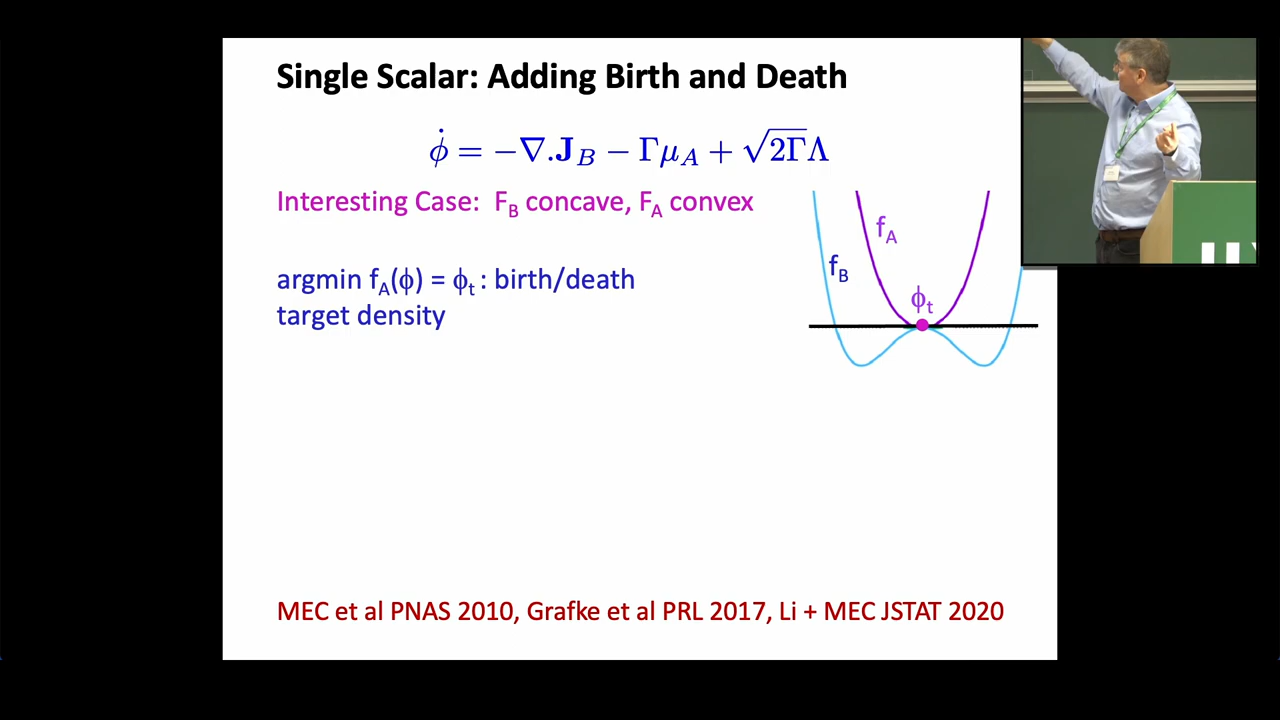 Single Scalar: Adding Birth and Death
ϕ̇ = −∇.J_B − Γμ_A + √2Γ Λ
Interesting Case: F_B concave, F_A convex
argmin f_A(ϕ) = ϕ_t : birth/death
target density
f_A
f_B
ϕ_t
MEC et al PNAS 2010, Grafke et al PRL 2017, Li + MEC JSTAT 2020